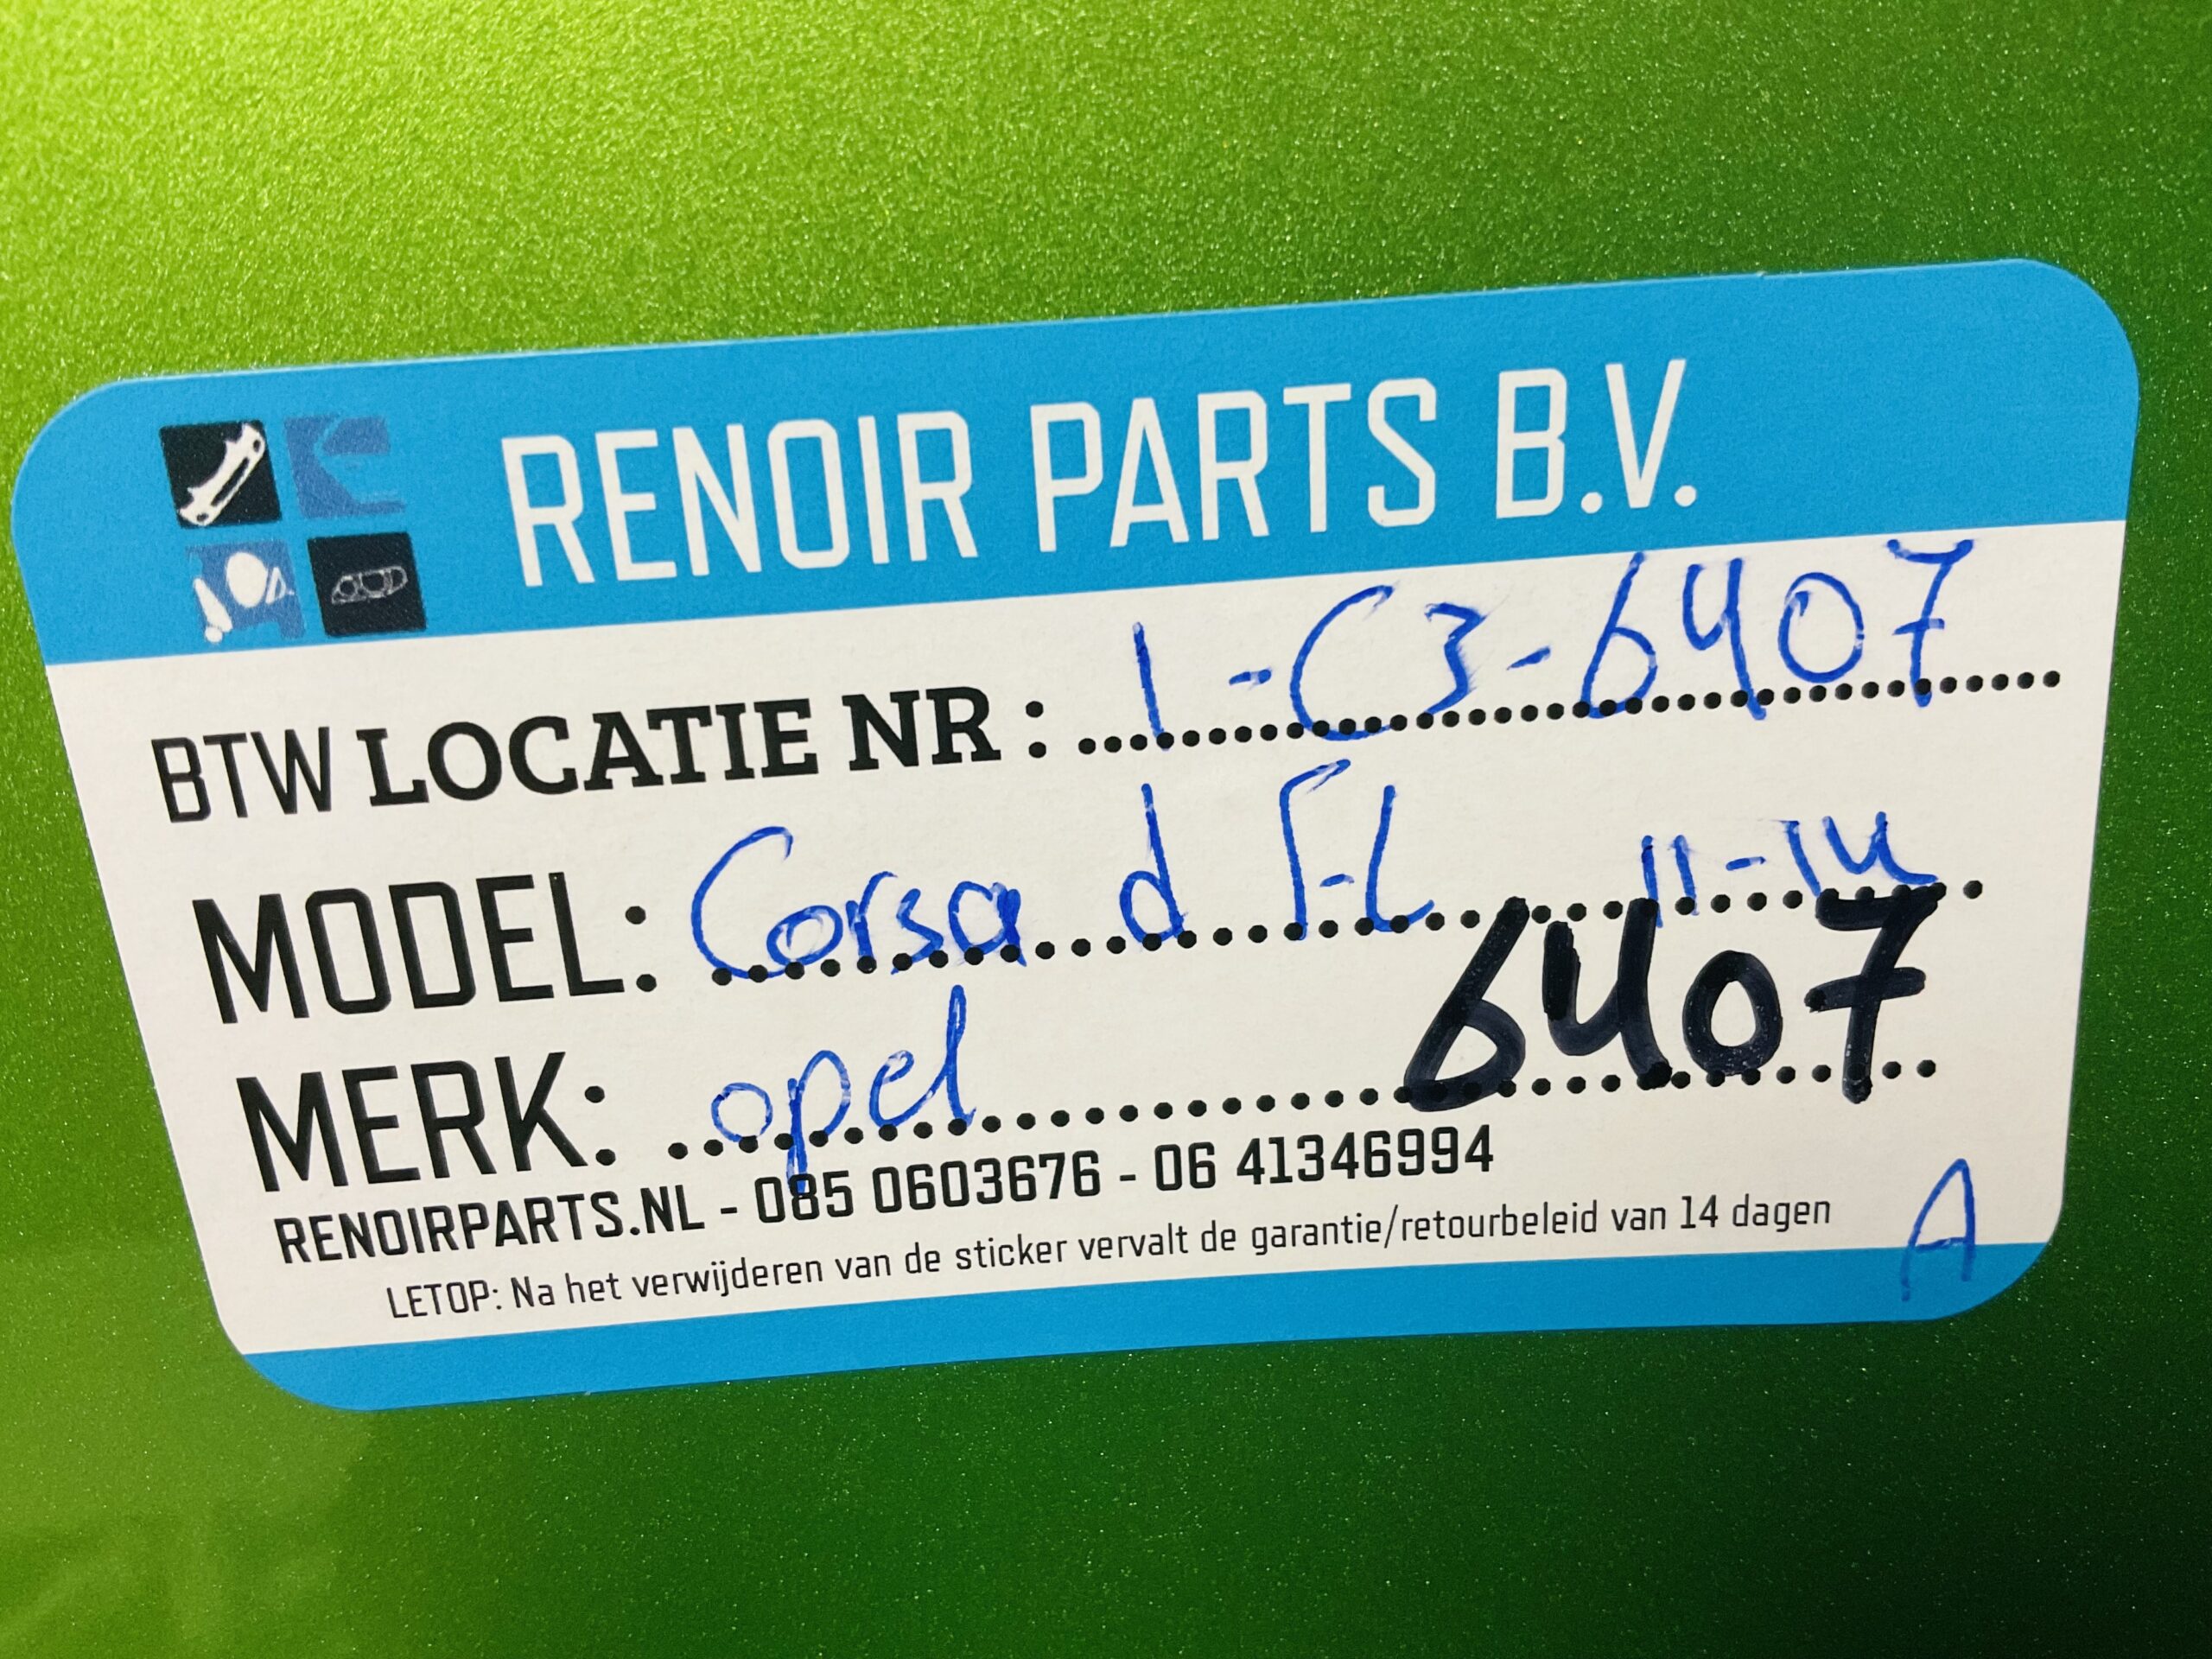 RENOIR PARTS B.V.
BTW LOCATIE NR : 1-C3-6407
MODEL: Corsa d FL 11-14
MERK: opel 6407
RENOIRPARTS.NL - 085 0603676 - 06 41346994
LETOP: Na het verwijderen van de sticker vervalt de garantie/retourbeleid van 14 dagen
A